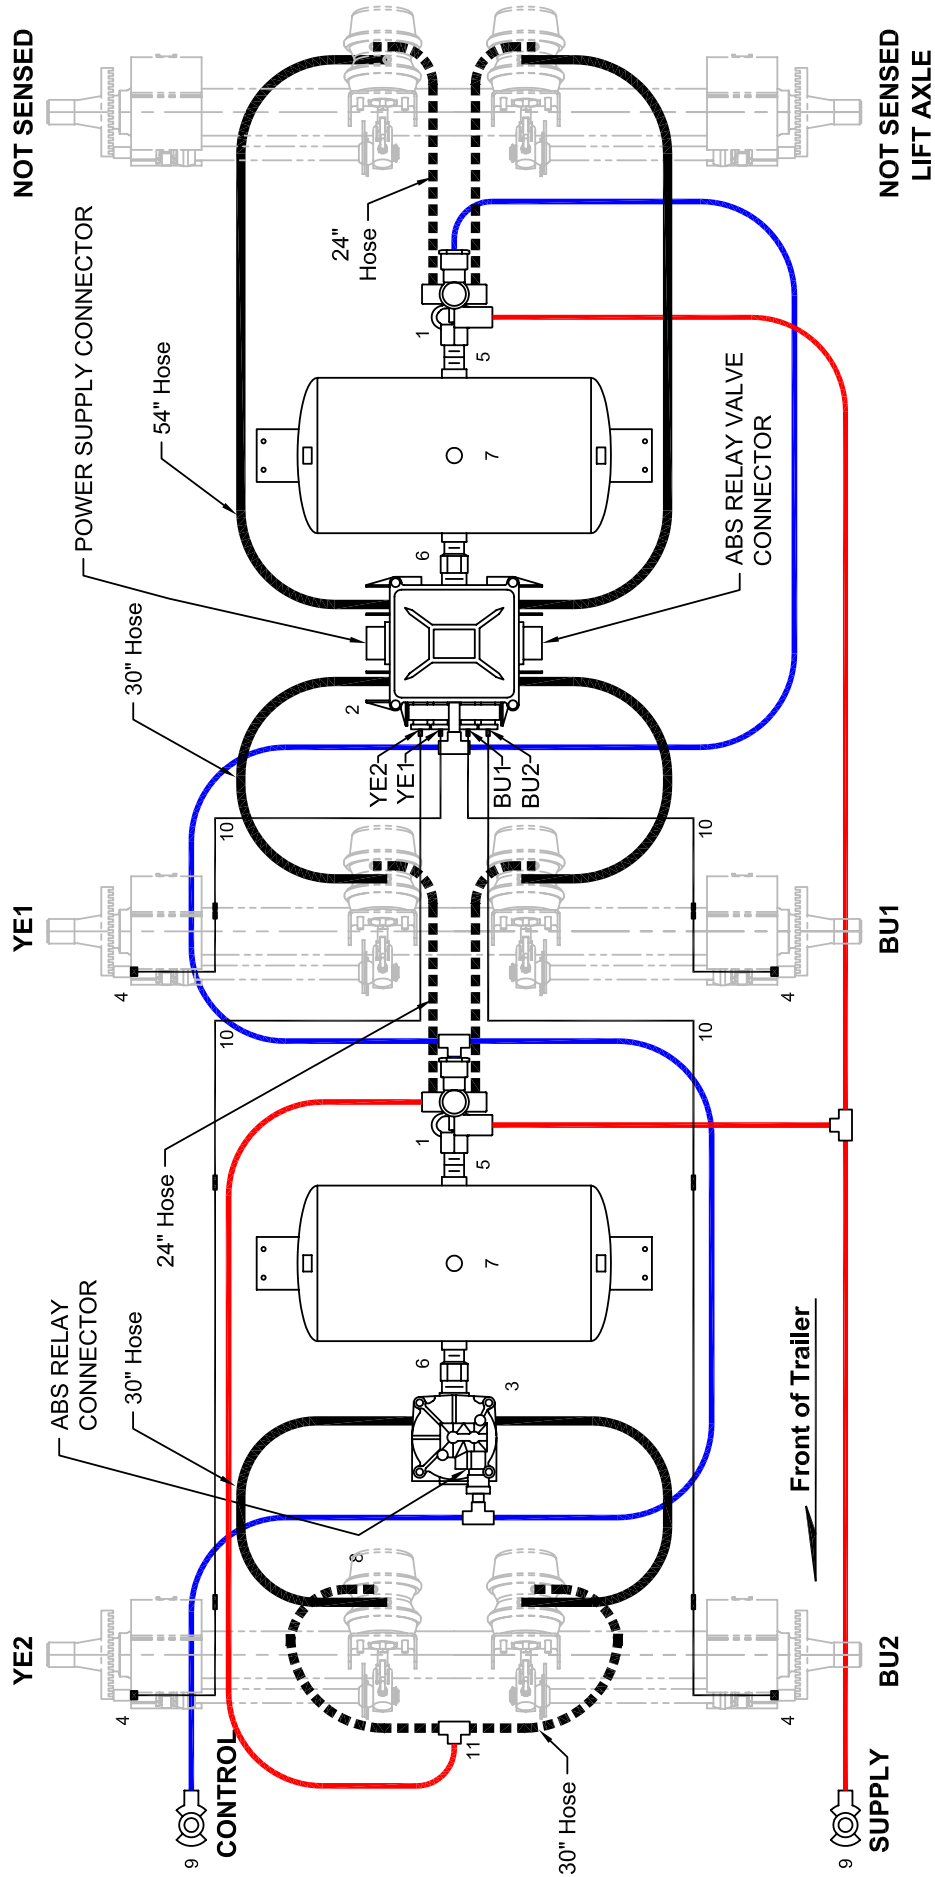 YE2
YE1
NOT SENSED
4
4
10
10
ABS RELAY
CONNECTOR
30" Hose
24" Hose
30" Hose
54" Hose
POWER SUPPLY CONNECTOR
24"
Hose
9
CONTROL
8
11
3
6
7
5
1
YE2
YE1
BU1
BU2
2
6
7
5
1
30" Hose
10
10
ABS RELAY VALVE
CONNECTOR
4
4
Front of Trailer
9
SUPPLY
BU2
BU1
NOT SENSED
LIFT AXLE